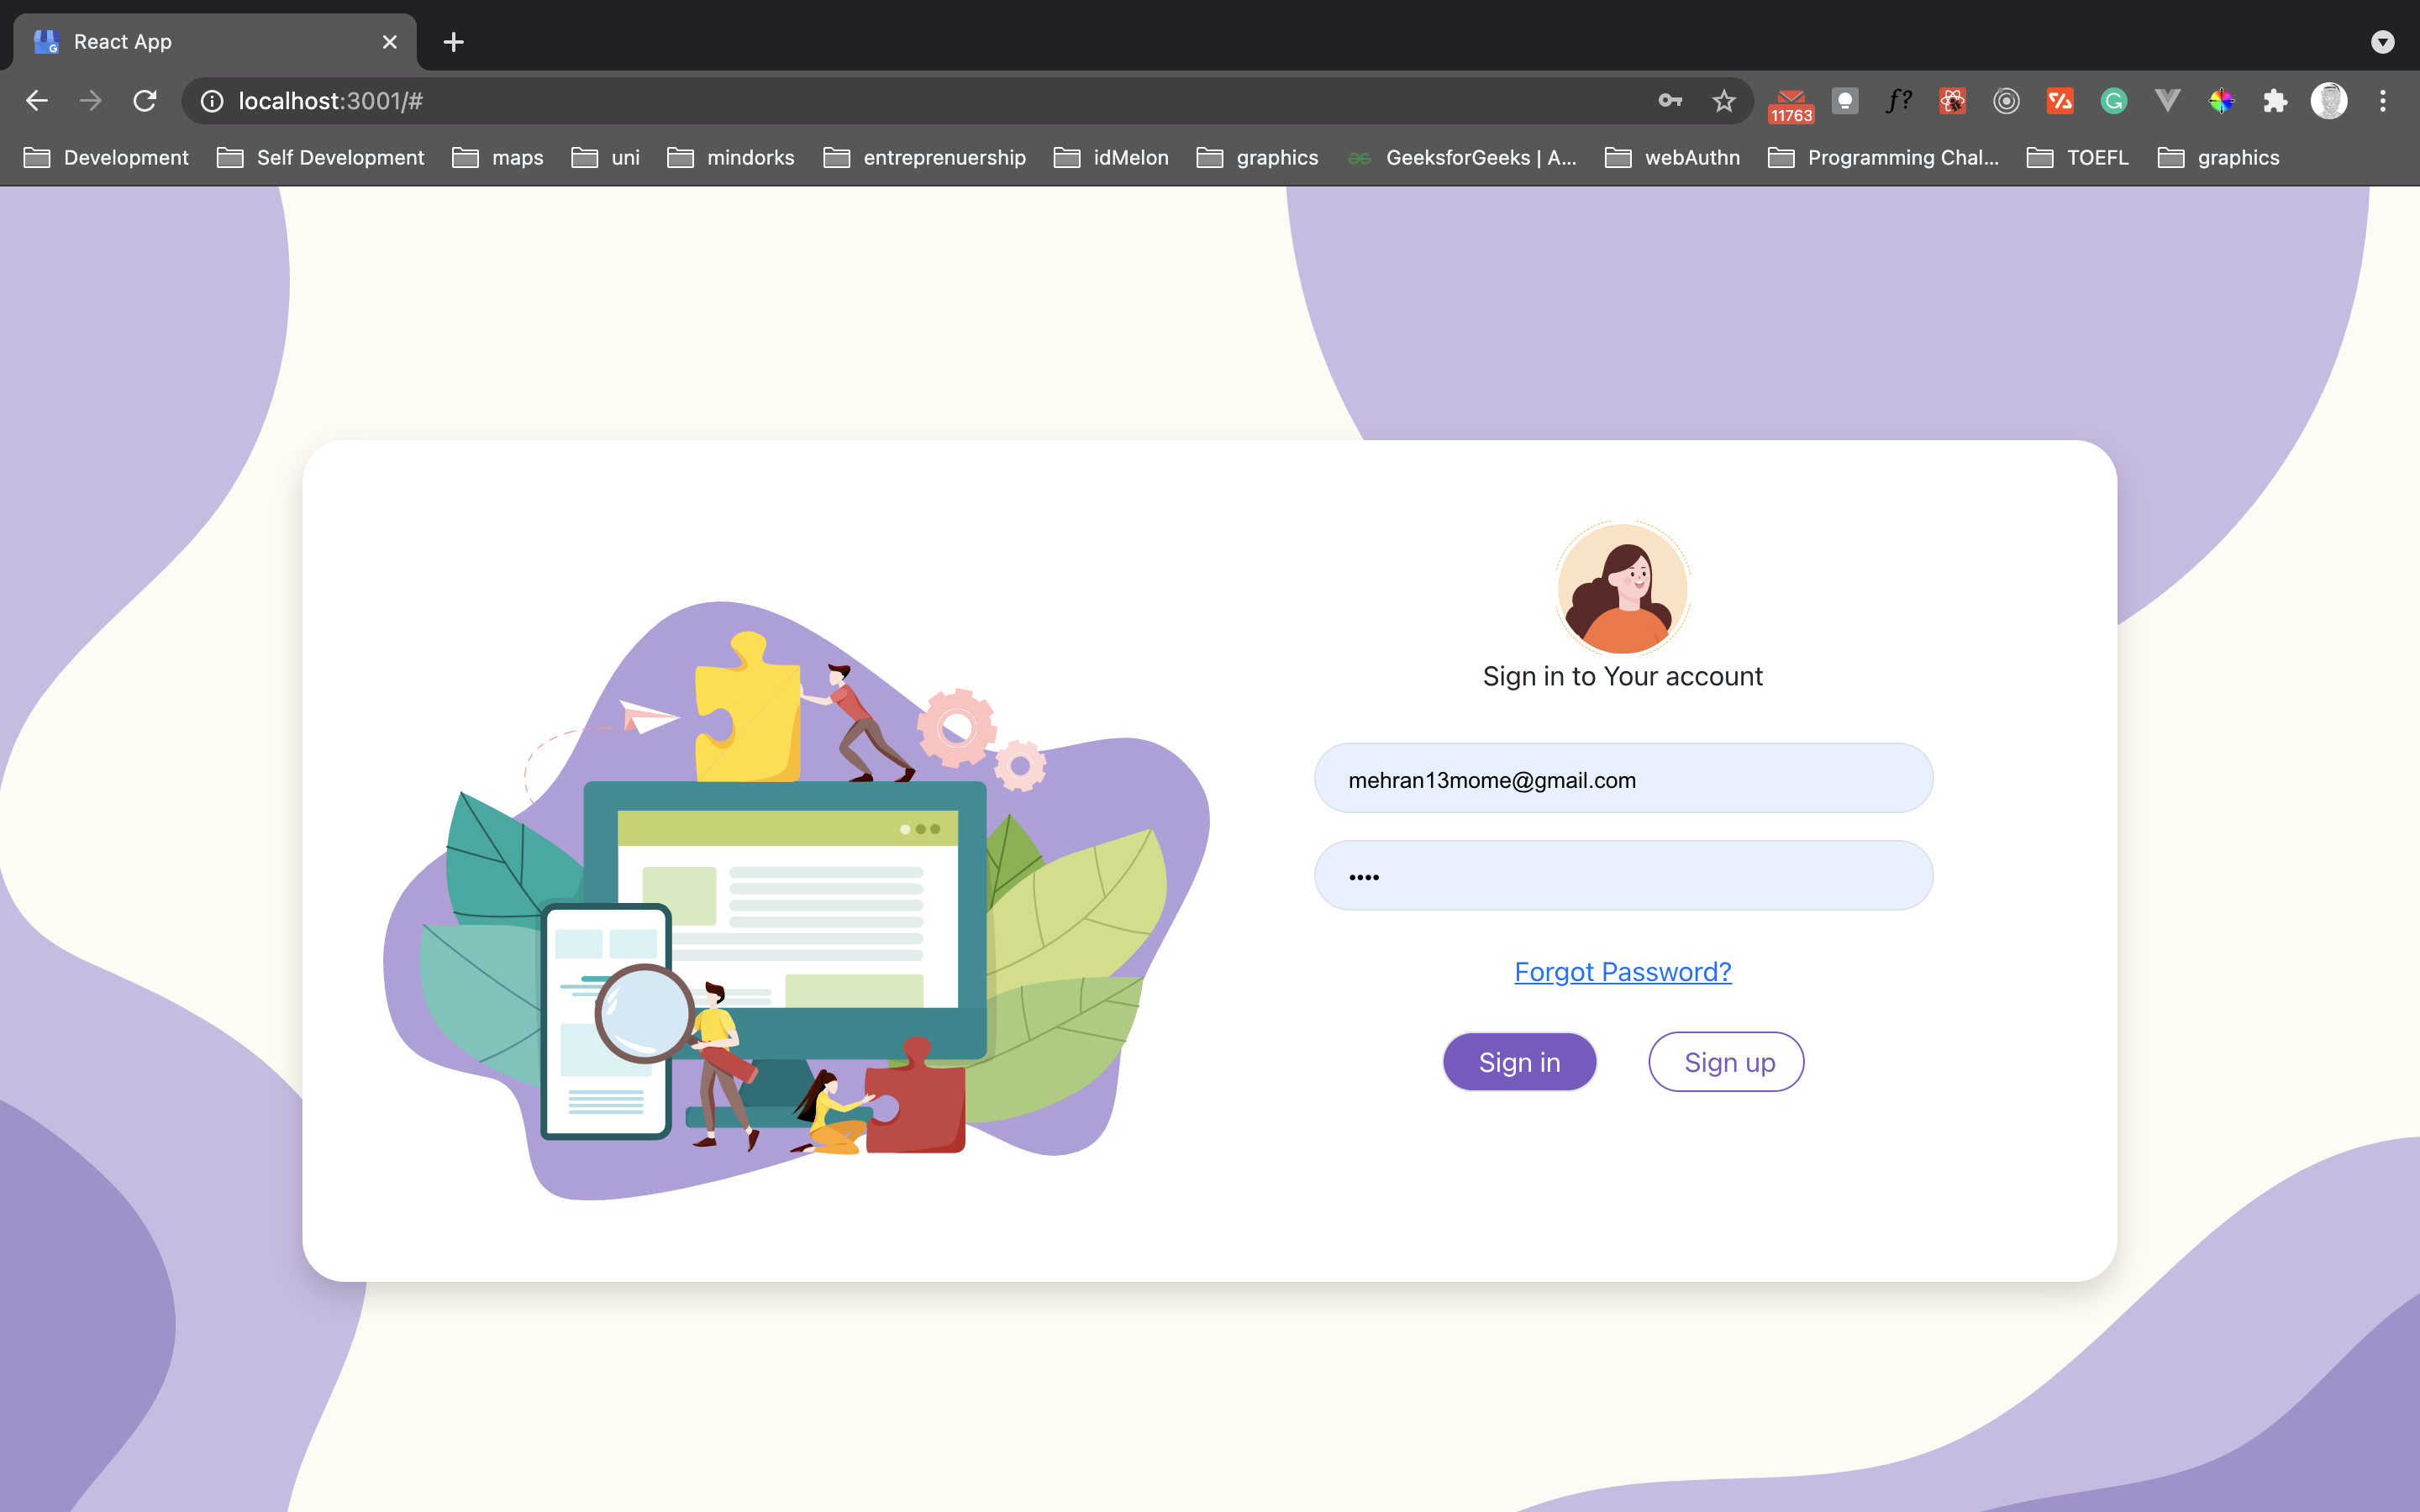 React App
localhost:3001/#
11763
Development
Self Development
maps
uni
mindorks
entreprenuership
idMelon
graphics
GeeksforGeeks | A...
webAuthn
Programming Chal...
TOEFL
graphics
Sign in to Your account
mehran13mome@gmail.com
••••
Forgot Password?
Sign in
Sign up